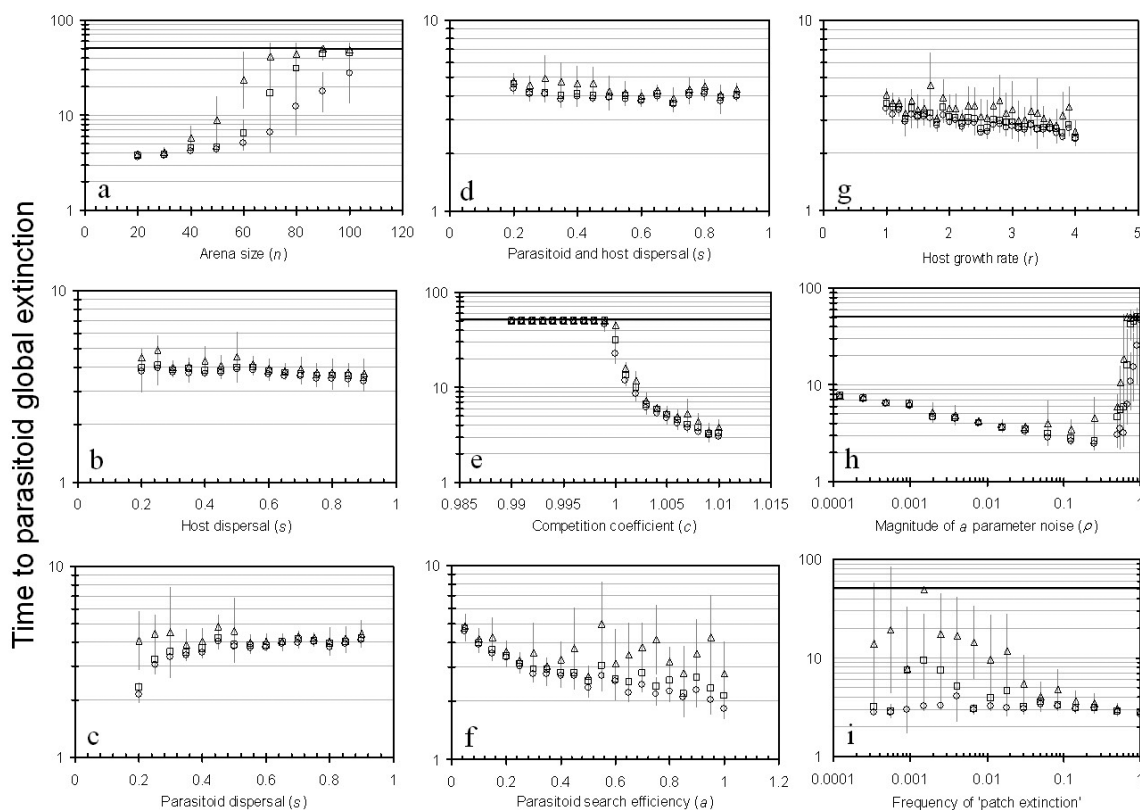 Time to parasitoid global extinction
100
10
1
a
0 20 40 60 80 100 120
Arena size (n)
10
1
d
0 0.2 0.4 0.6 0.8 1
Parasitoid and host dispersal (s)
10
1
g
0 1 2 3 4 5
Host growth rate (r)
10
1
b
0 0.2 0.4 0.6 0.8 1
Host dispersal (s)
100
10
1
e
0.985 0.99 0.995 1 1.005 1.01 1.015
Competition coefficient (c)
100
10
1
h
0.0001 0.001 0.01 0.1 1
Magnitude of a parameter noise (ρ)
10
1
c
0 0.2 0.4 0.6 0.8 1
Parasitoid dispersal (s)
10
1
f
0 0.2 0.4 0.6 0.8 1 1.2
Parasitoid search efficiency (a)
100
10
1
i
0.0001 0.001 0.01 0.1 1
Frequency of 'patch extinction'